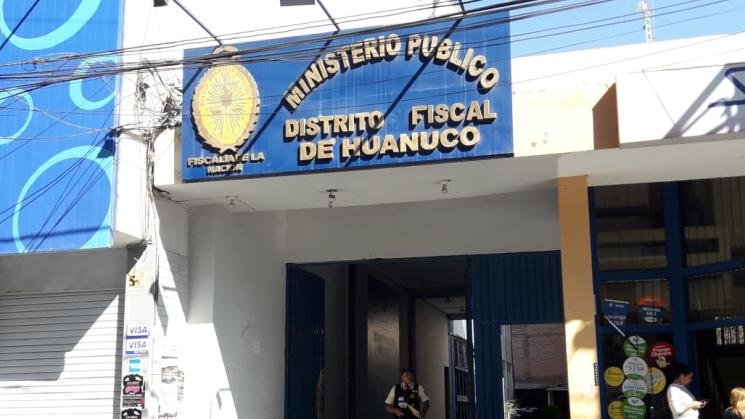 MINISTERIO PUBLICO
DISTRITO FISCAL
DE HUANUCO
FISCALIA DE LA
NACION
VISA
VISA